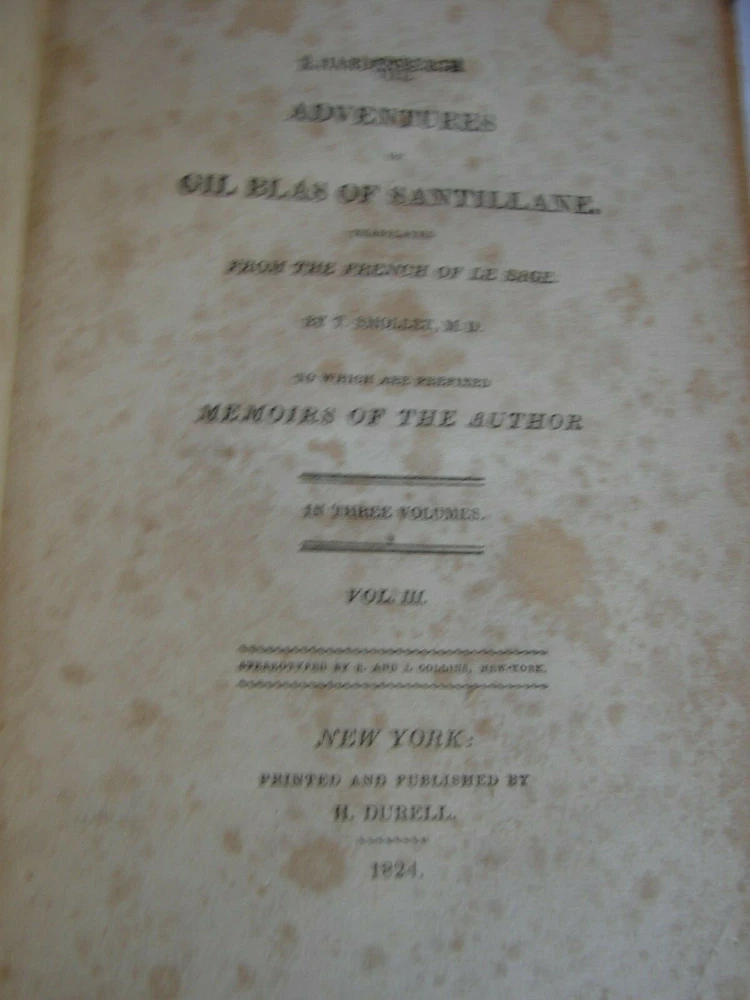 L. HARDENBERGH
THE
ADVENTURES
OF
GIL BLAS OF SANTILLANE.
TRANSLATED
FROM THE FRENCH OF LE SAGE
BY T. SMOLLET, M.D.
TO WHICH ARE PREFIXED
MEMOIRS OF THE AUTHOR
IN THREE VOLUMES.
VOL. III.
STEREOTYPED BY B. AND J. COLLINS, NEW-YORK.
NEW YORK:
PRINTED AND PUBLISHED BY
H. DURELL.
1824.